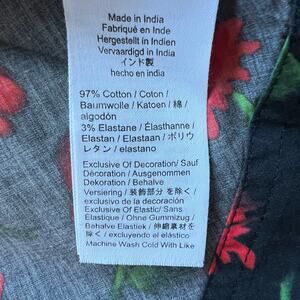 Made in India
Fabriqué en Inde
Hergestellt in Indien
Vervaardigd in India
インド製
hecho en india
97% Cotton / Coton /
Baumwolle / Katoen / 綿 /
algodón
3% Elastane / Élasthanne /
Elastan / Elastaan / ポリウ
レタン / elastano
Exclusive Of Decoration/ Sauf
Décoration / Ausgenommen
Dekoration / Behalve
Versiering / 装飾部分 を除く /
exclusivo de la decoración
Exclusive Of Elastic/ Sans
Élastique / Ohne Gummizug /
Behalve Elastiek / 伸縮素材を
除く / excluyendo el elástico
Machine Wash Cold With Like